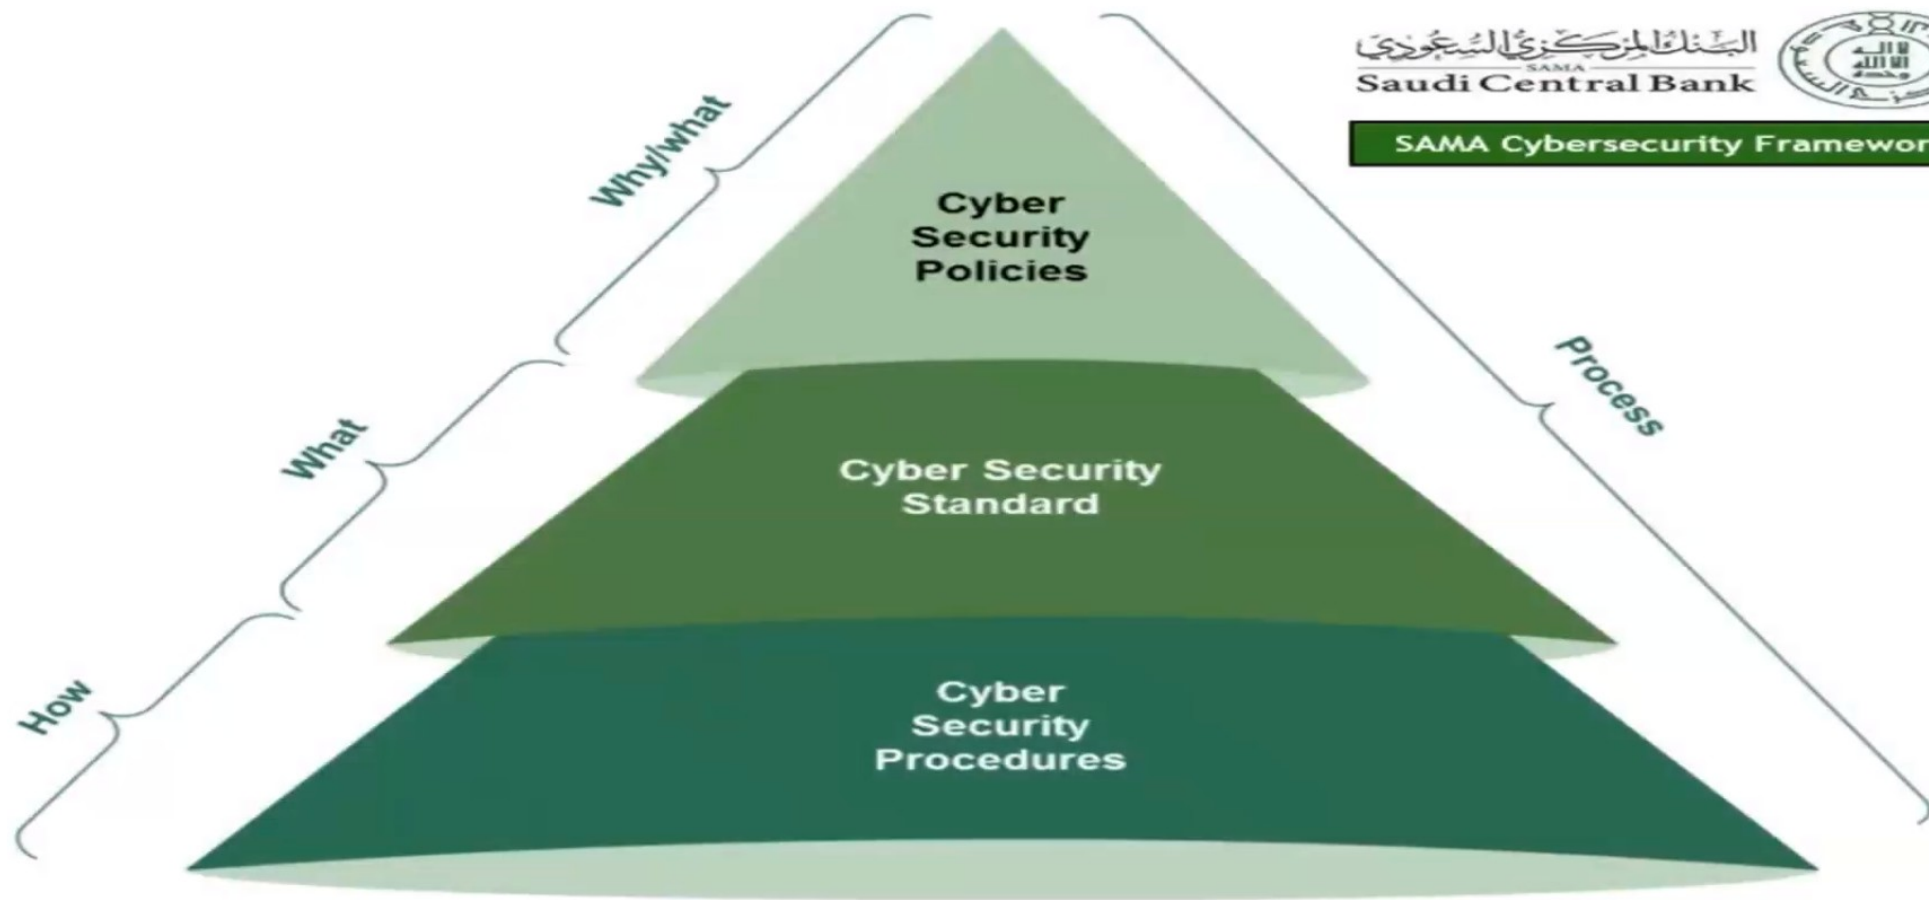 البنك المركزي السعودي
SAMA
Saudi Central Bank
SAMA Cybersecurity Framewor
Why/what
Cyber
Security
Policies
Process
What
Cyber Security
Standard
How
Cyber
Security
Procedures